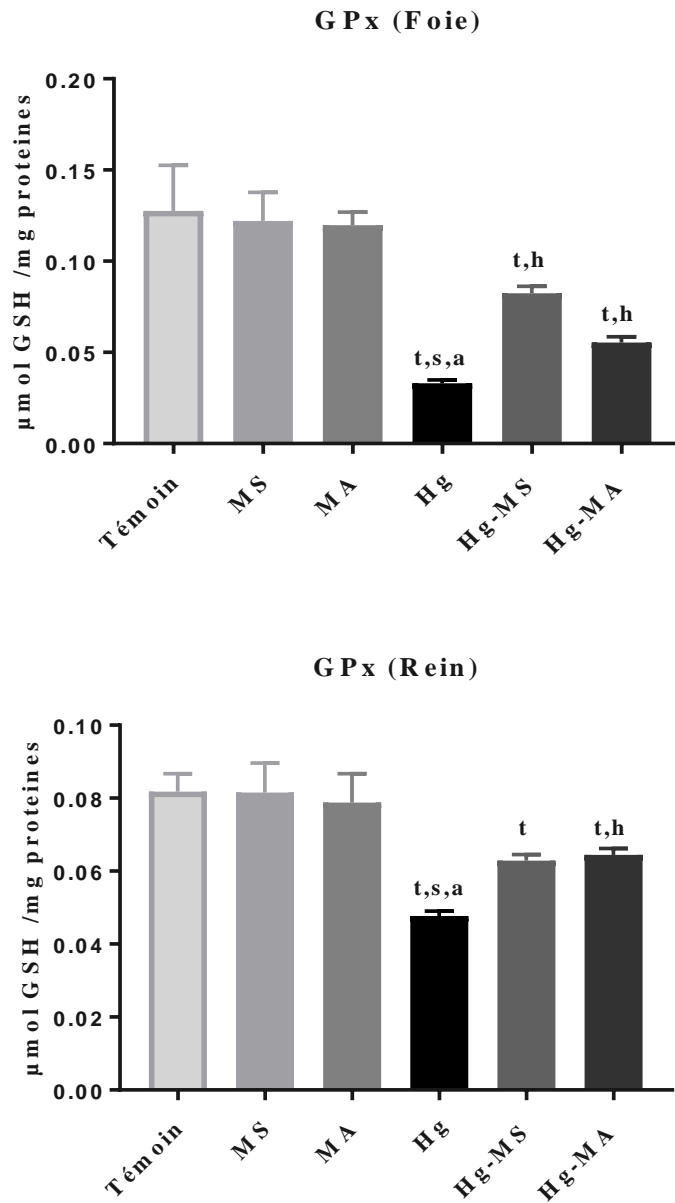 GPx (Foie)
µmol GSH /mg proteines
0.20
0.15
0.10
0.05
0.00
t,s,a
t,h
t,h
Témoin
MS
MA
Hg
Hg-MS
Hg-MA
GPx (Rein)
µmol GSH /mg proteines
0.10
0.08
0.06
0.04
0.02
0.00
t,s,a
t
t,h
Témoin
MS
MA
Hg
Hg-MS
Hg-MA